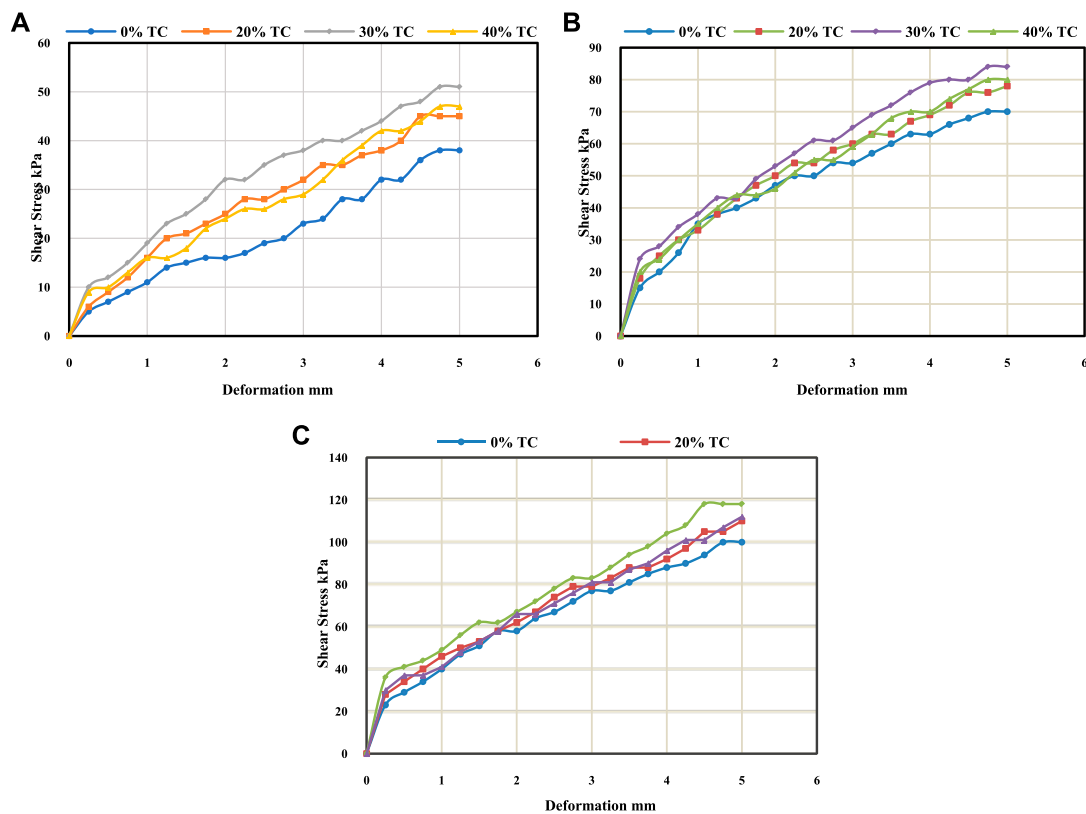 A
0% TC 20% TC 30% TC 40% TC
60
50
40
30
20
10
0
Shear Stress kPa
0 1 2 3 4 5 6
Deformation mm
B
0% TC 20% TC 30% TC 40% TC
90
80
70
60
50
40
30
20
10
0
Shear Stress kPa
0 1 2 3 4 5 6
Deformation mm
C
0% TC 20% TC
140
120
100
80
60
40
20
0
Shear Stress kPa
0 1 2 3 4 5 6
Deformation mm